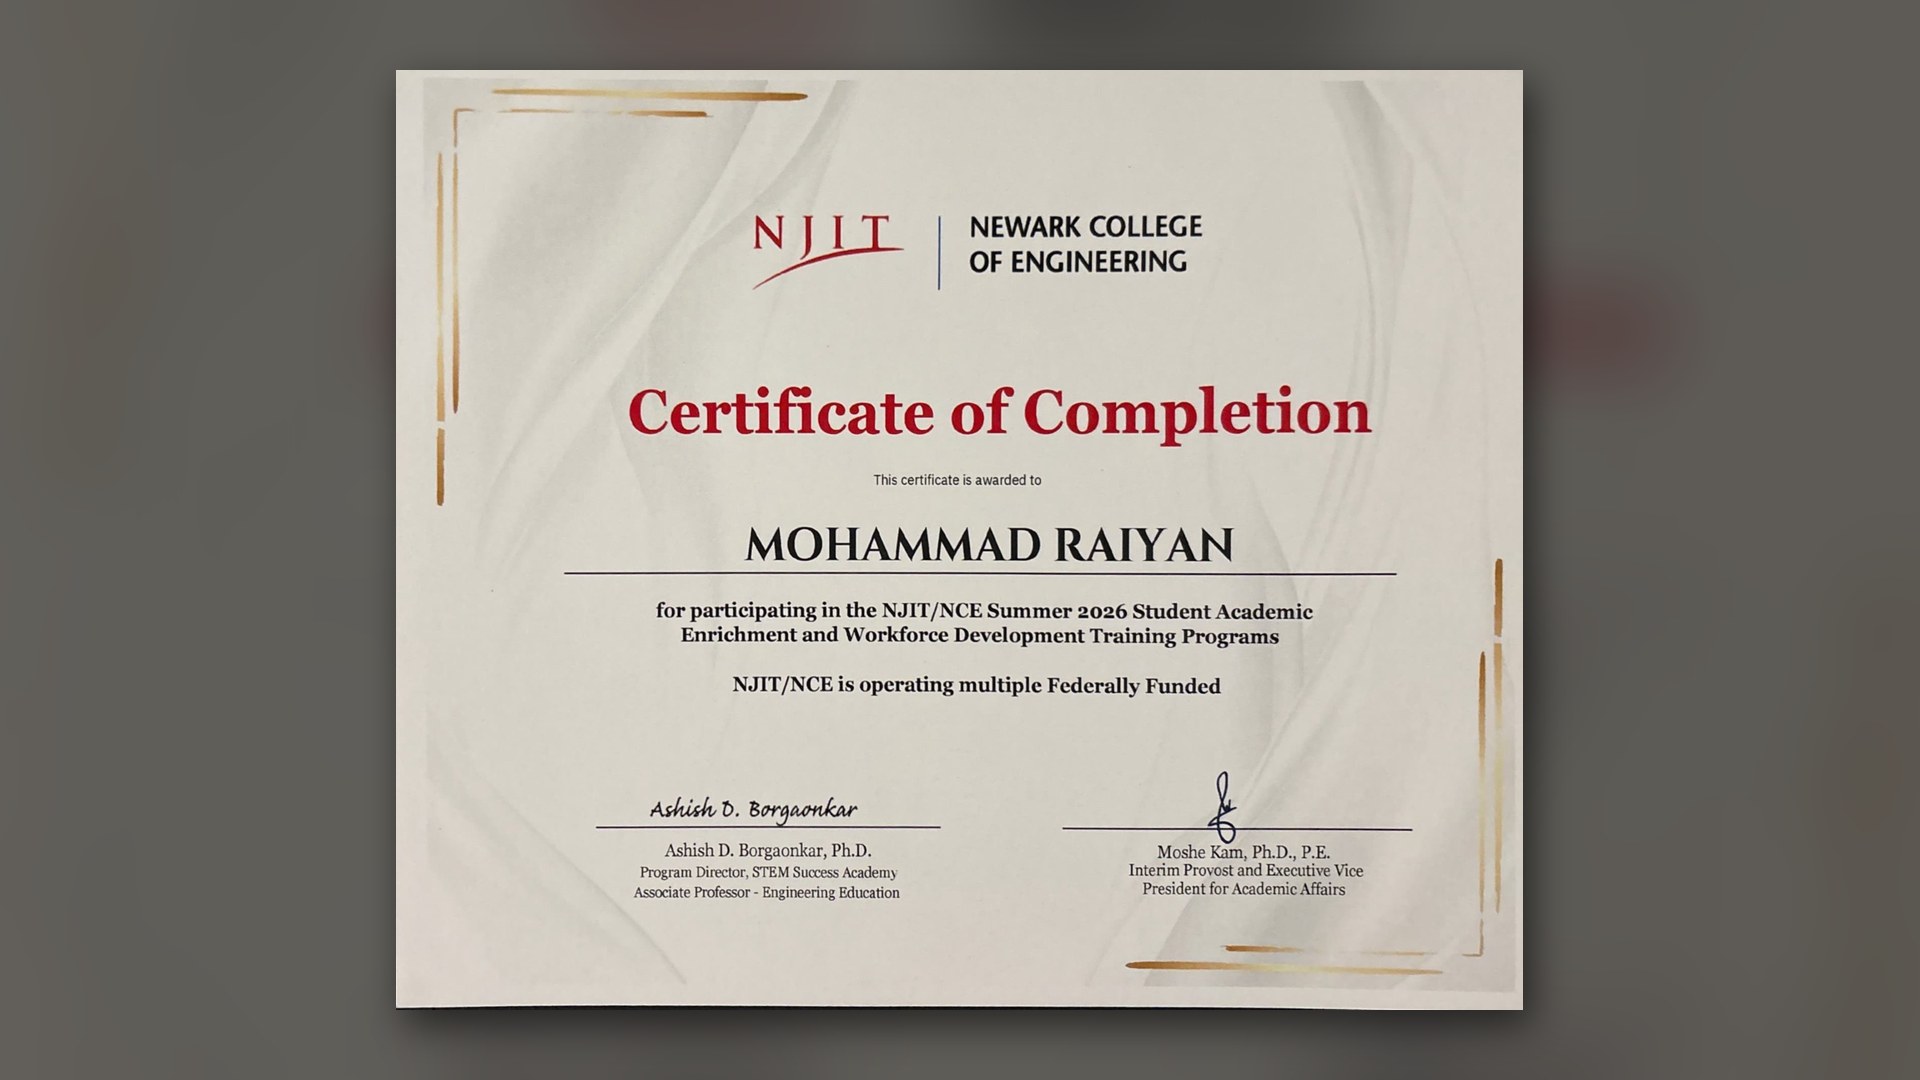 NJIT
NEWARK COLLEGE
OF ENGINEERING
Certificate of Completion
This certificate is awarded to
MOHAMMAD RAIYAN
for participating in the NJIT/NCE Summer 2026 Student Academic
Enrichment and Workforce Development Training Programs
NJIT/NCE is operating multiple Federally Funded
Ashish D. Borgaonkar
Ashish D. Borgaonkar, Ph.D.
Program Director, STEM Success Academy
Associate Professor - Engineering Education
Moshe Kam, Ph.D., P.E.
Interim Provost and Executive Vice
President for Academic Affairs